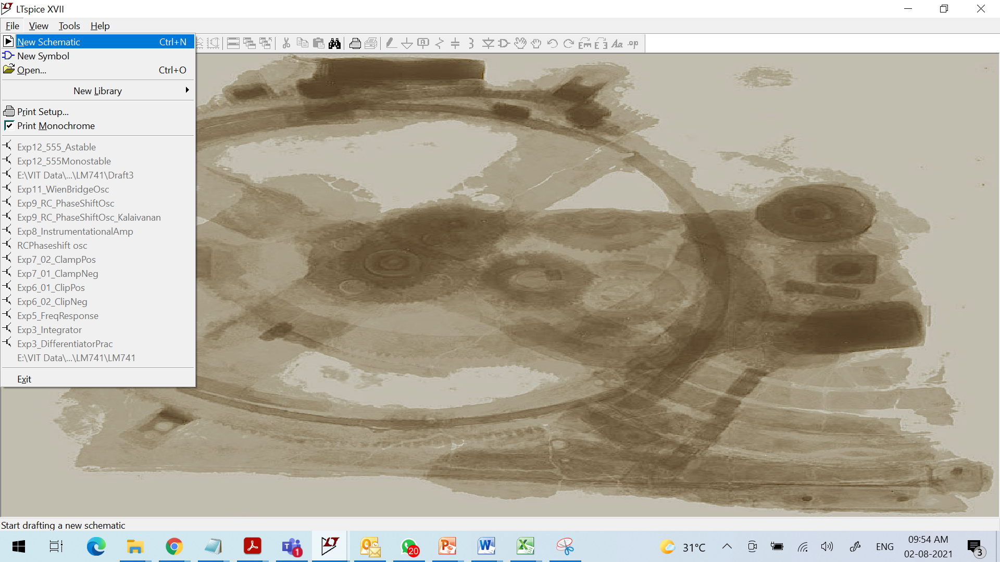 LTspice XVII
File View Tools Help
New Schematic Ctrl+N
New Symbol
Open... Ctrl+O
New Library
Print Setup...
Print Monochrome
Exp12_555_Astable
Exp12_555Monostable
E:\VIT Data\...\LM741\Draft3
Exp11_WienBridgeOsc
Exp9_RC_PhaseShiftOsc
Exp9_RC_PhaseShiftOsc_Kalaivanan
Exp8_InstrumentationalAmp
RCPhaseshift osc
Exp7_02_ClampPos
Exp7_01_ClampNeg
Exp6_01_ClipPos
Exp6_02_ClipNeg
Exp5_FreqResponse
Exp3_Integrator
Exp3_DifferentiatorPrac
E:\VIT Data\...\LM741\LM741
Exit
Aa .op
Start drafting a new schematic
1
20
31°C
ENG
09:54 AM
02-08-2021
3